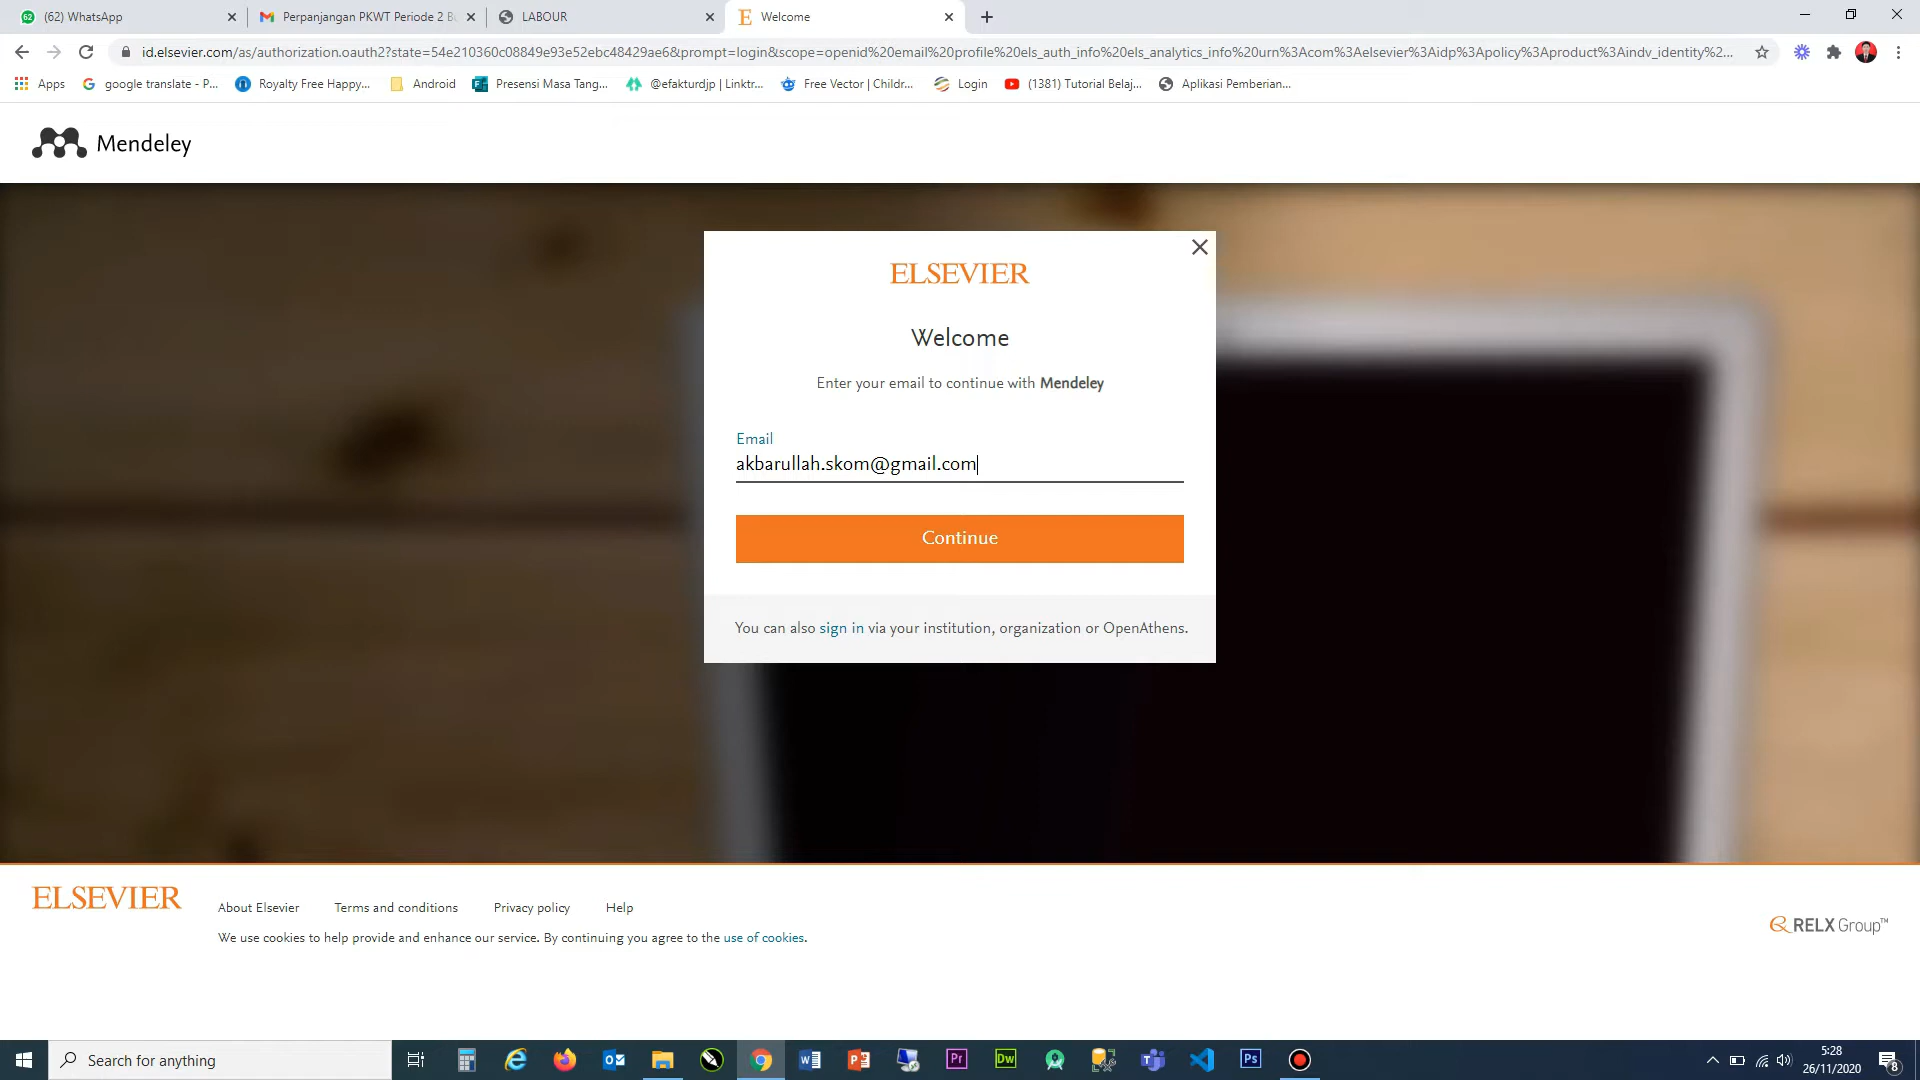 (62) WhatsApp
Perpanjangan PKWT Periode 2 B
LABOUR
Welcome
id.elsevier.com/as/authorization.oauth2?state=54e210360c08849e93e52ebc48429ae6&prompt=login&scope=openid%20email%20profile%20els_auth_info%20els_analytics_info%20urn%3Acom%3Aelsevier%3Aidp%3Apolicy%3Aproduct%3Aindv_identity%2...
Apps
google translate - P...
Royalty Free Happy...
Android
Presensi Masa Tang...
@efakturdjp | Linktr...
Free Vector | Childr...
Login
(1381) Tutorial Belaj...
Aplikasi Pemberian...
Mendeley
ELSEVIER
Welcome
Enter your email to continue with Mendeley
Email
akbarullah.skom@gmail.com
Continue
You can also sign in via your institution, organization or OpenAthens.
ELSEVIER
About Elsevier
Terms and conditions
Privacy policy
Help
We use cookies to help provide and enhance our service. By continuing you agree to the use of cookies.
RELX Group™
Search for anything
5:28
26/11/2020
8